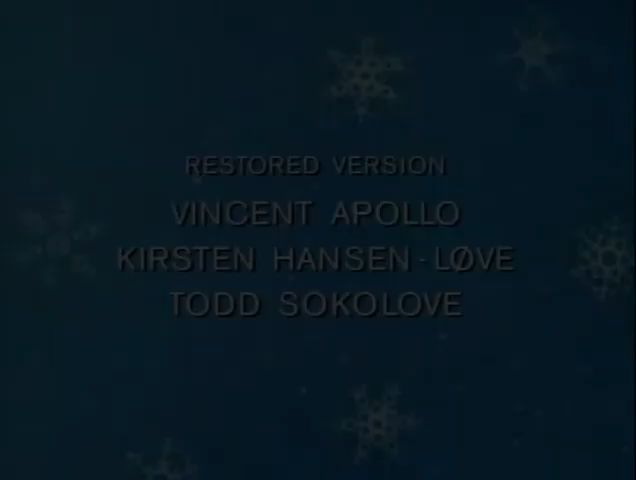 RESTORED VERSION
VINCENT APOLLO
KIRSTEN HANSEN-LØVE
TODD SOKOLOVE